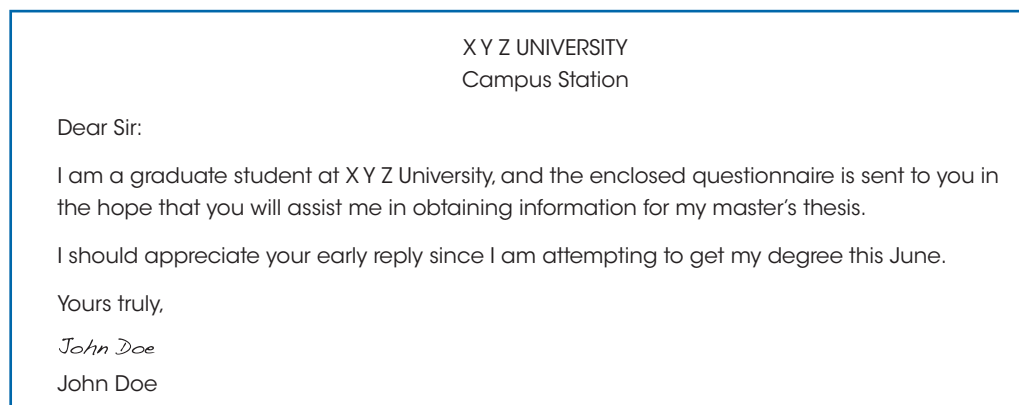 X Y Z UNIVERSITY
Campus Station
Dear Sir:
I am a graduate student at X Y Z University, and the enclosed questionnaire is sent to you in
the hope that you will assist me in obtaining information for my master's thesis.
I should appreciate your early reply since I am attempting to get my degree this June.
Yours truly,
John Doe
John Doe